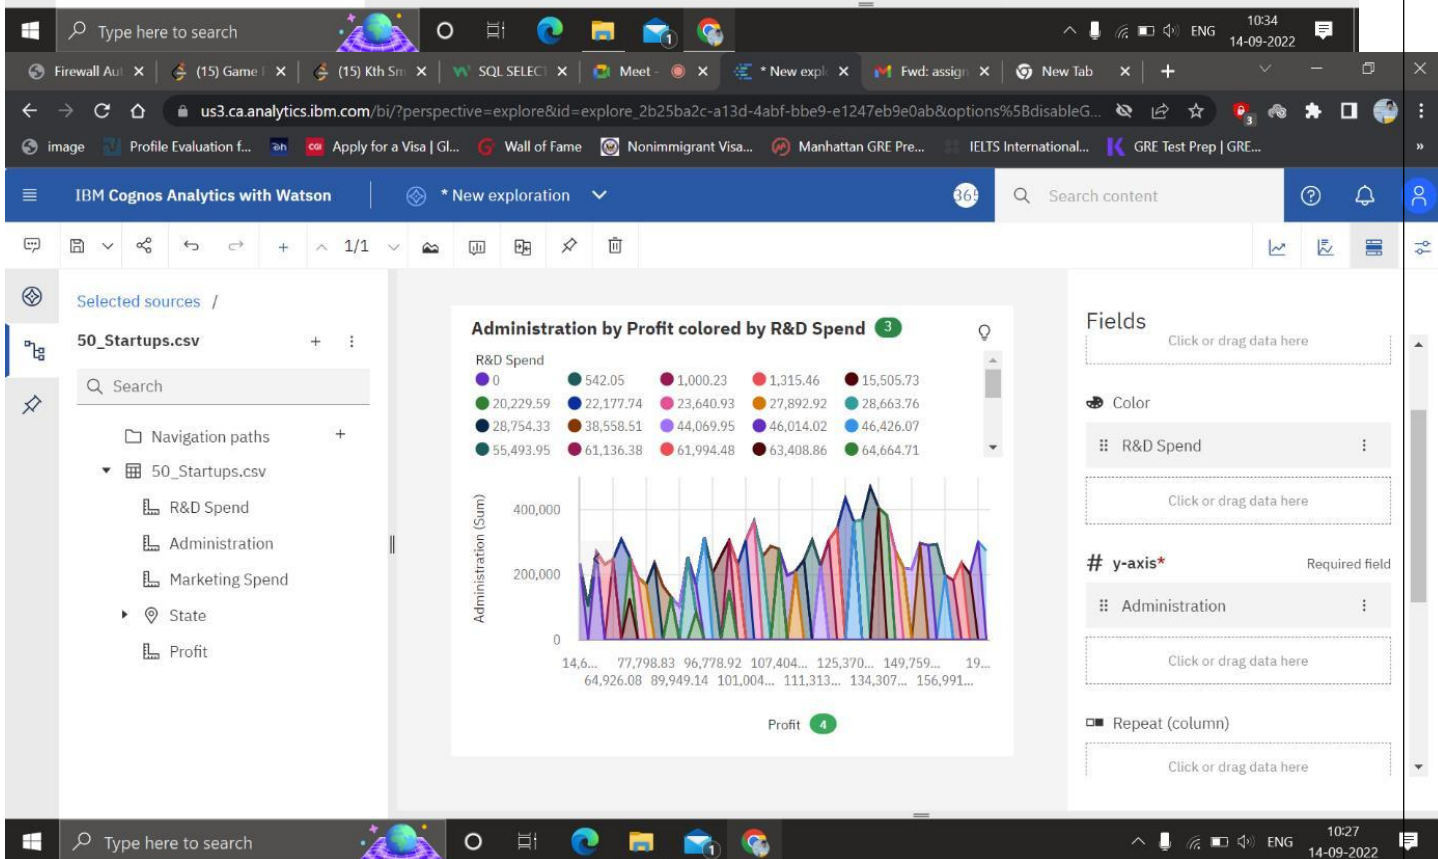 Type here to search
1
ENG
10:34
14-09-2022
Firewall Aut
(15) Game
(15) Kth Sm
SQL SELECT
Meet -
* New explo
Fwd: assign
New Tab
us3.ca.analytics.ibm.com/bi/?perspective=explore&id=explore_2b25ba2c-a13d-4abf-bbe9-e1247eb9e0ab&options%5BdisableG...
3
image
Profile Evaluation f...
CGI
Apply for a Visa | Gl...
Wall of Fame
Nonimmigrant Visa...
Manhattan GRE Pre...
IELTS International...
GRE Test Prep | GRE...
»
IBM Cognos Analytics with Watson
* New exploration
365
Search content
1/1
Selected sources /
50_Startups.csv
Search
Navigation paths
50_Startups.csv
R&D Spend
Administration
Marketing Spend
State
Profit
Administration by Profit colored by R&D Spend 3
R&D Spend
0 542.05 1,000.23 1,315.46 15,505.73
20,229.59 22,177.74 23,640.93 27,892.92 28,663.76
28,754.33 38,558.51 44,069.95 46,014.02 46,426.07
55,493.95 61,136.38 61,994.48 63,408.86 64,664.71
Administration (Sum)
400,000
200,000
0
14,6... 77,798.83 96,778.92 107,404... 125,370... 149,759... 19...
64,926.08 89,949.14 101,004... 111,313... 134,307... 156,991...
Profit 4
Fields
Click or drag data here
Color
R&D Spend
Click or drag data here
# y-axis* Required field
Administration
Click or drag data here
Repeat (column)
Click or drag data here
Type here to search
1
ENG
10:27
14-09-2022